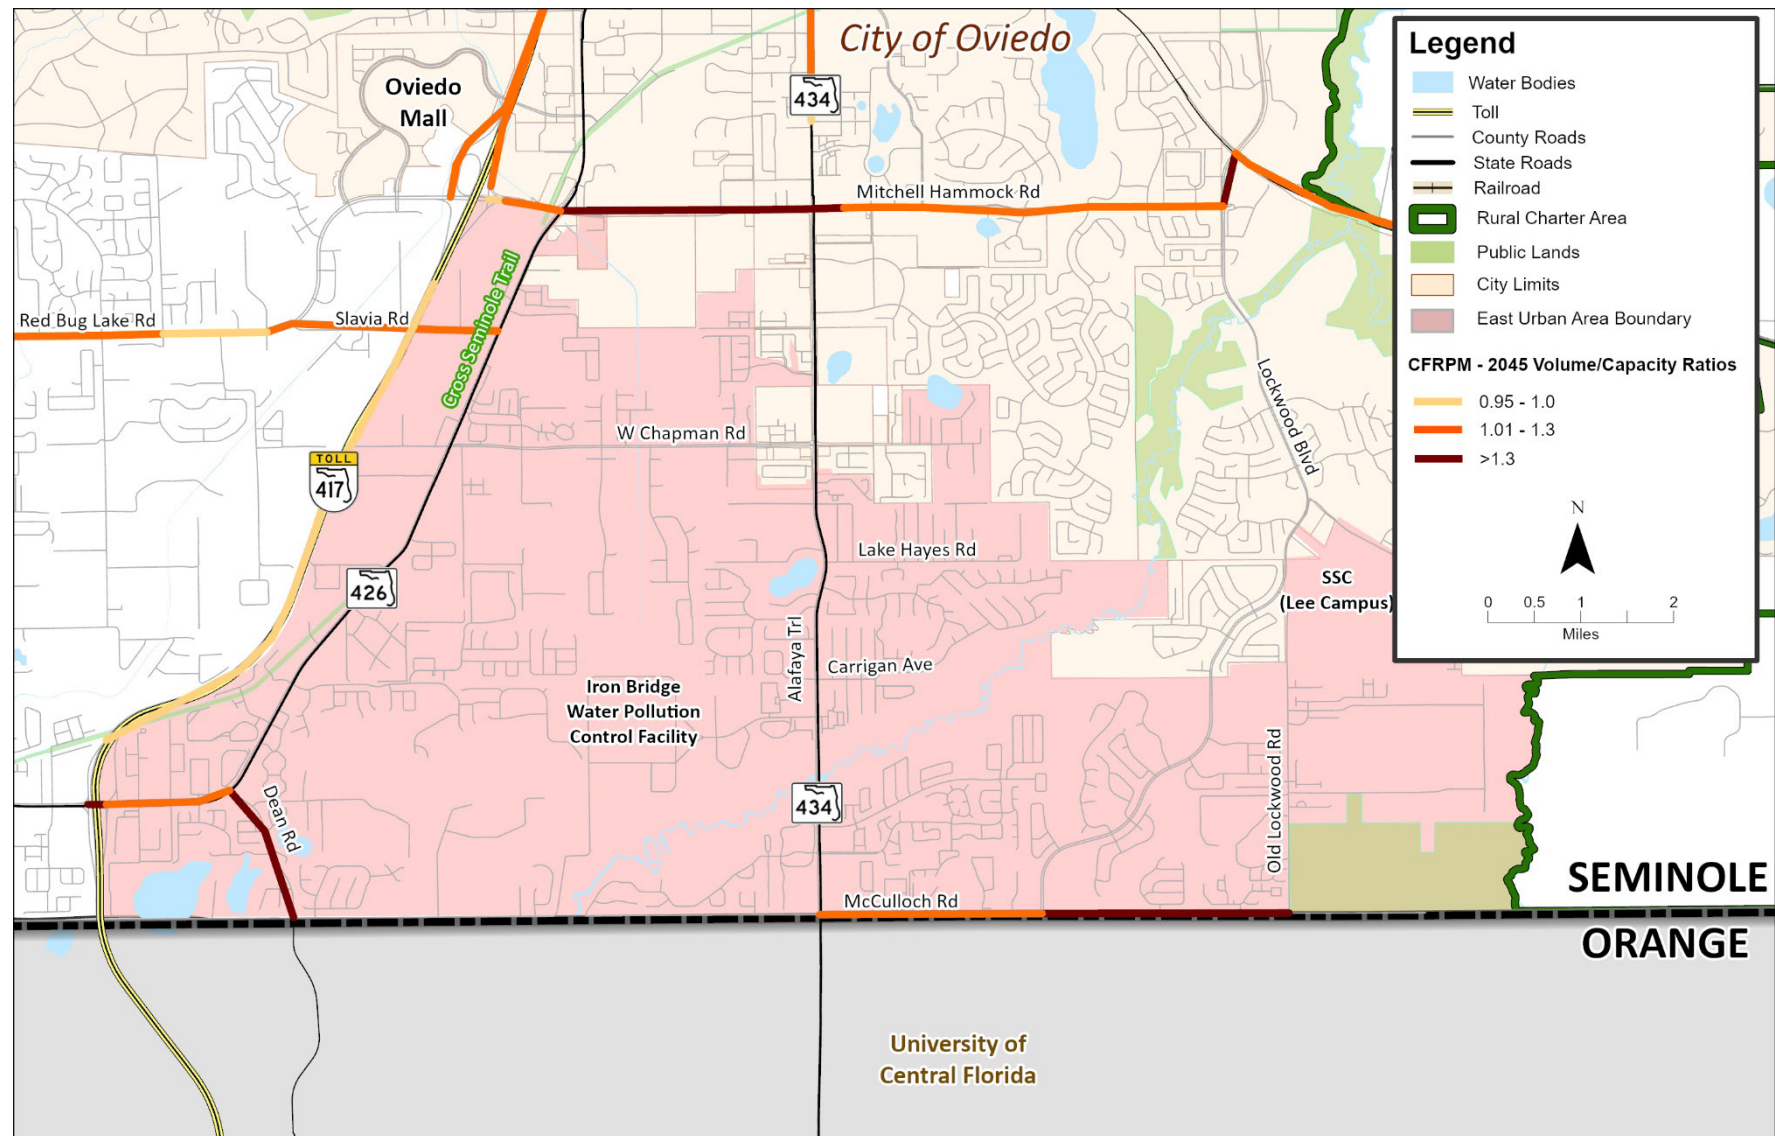 City of Oviedo
Oviedo
Mall
434
Mitchell Hammock Rd
Red Bug Lake Rd
Slavia Rd
Cross Seminole Trail
W Chapman Rd
Lockwood Blvd
TOLL
417
426
Lake Hayes Rd
SSC
(Lee Campus)
Alafaya Trl
Carrigan Ave
Iron Bridge
Water Pollution
Control Facility
Dean Rd
434
Old Lockwood Rd
McCulloch Rd
SEMINOLE
ORANGE
University of
Central Florida
Legend
Water Bodies
Toll
County Roads
State Roads
Railroad
Rural Charter Area
Public Lands
City Limits
East Urban Area Boundary
CFRPM - 2045 Volume/Capacity Ratios
0.95 - 1.0
1.01 - 1.3
>1.3
N
0 0.5 1 2
Miles